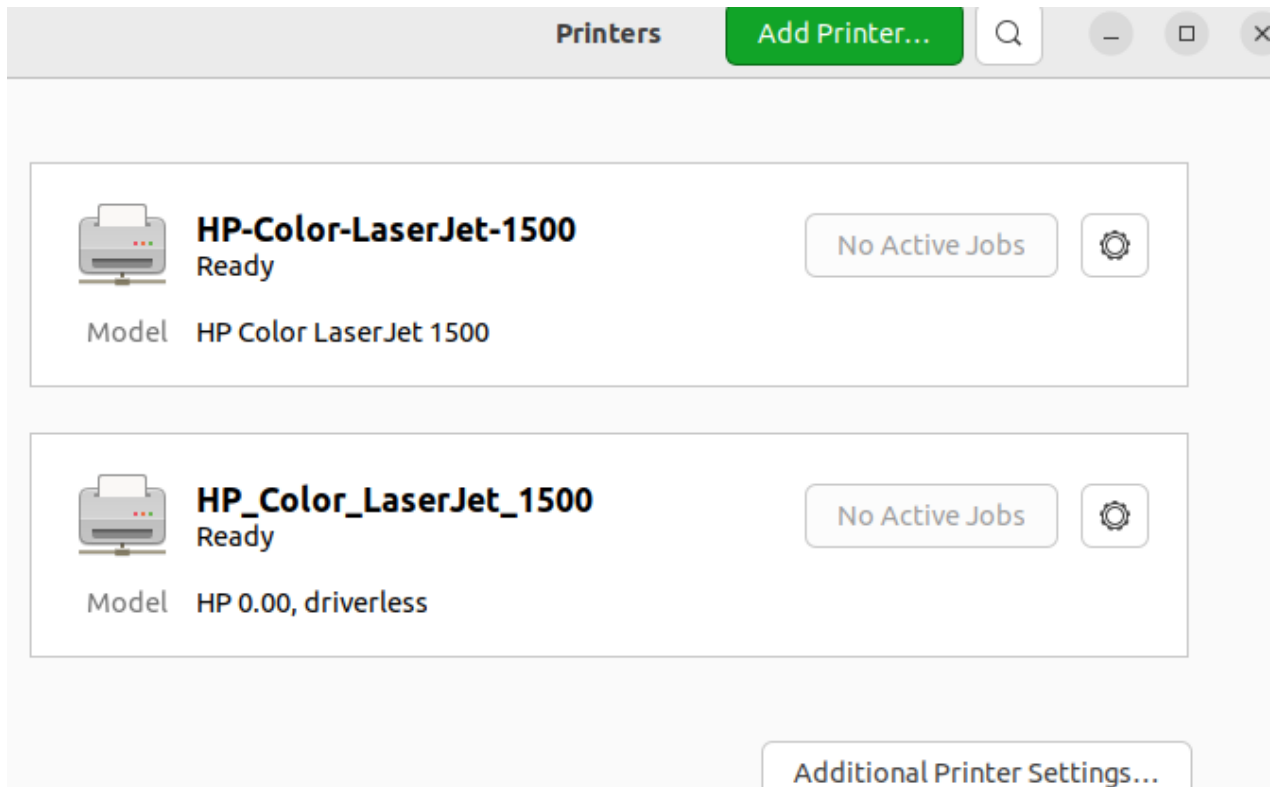 Printers
Add Printer...
HP-Color-LaserJet-1500
Ready
No Active Jobs
Model HP Color LaserJet 1500
HP_Color_LaserJet_1500
Ready
No Active Jobs
Model HP 0.00, driverless
Additional Printer Settings...